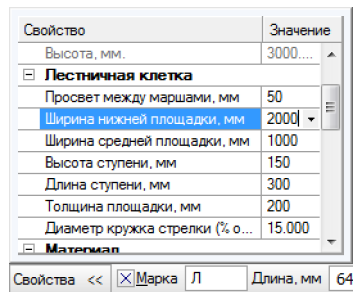 Свойство Значение
Высота, мм. 3000....
Лестничная клетка
Просвет между маршами, мм 50
Ширина нижней площадки, мм 2000
Ширина средней площадки, мм 1000
Высота ступени, мм 150
Длина ступени, мм 300
Толщина площадки, мм 200
Диаметр кружка стрелки (% о... 15.000
Материал
Свойства << Марка Л Длина, мм 64